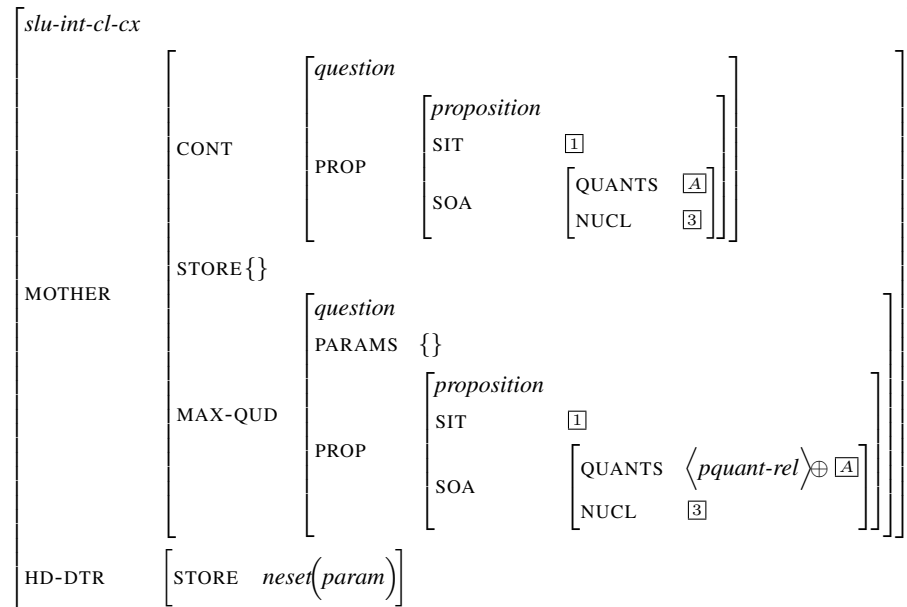 slu-int-cl-cx
question
proposition
CONT
SIT 1
PROP
QUANTS A
SOA
NUCL 3
STORE {}
MOTHER
question
PARAMS {}
proposition
MAX-QUD
SIT 1
PROP
QUANTS ⟨pquant-rel⟩⊕ A
SOA
NUCL 3
HD-DTR STORE neset(param)